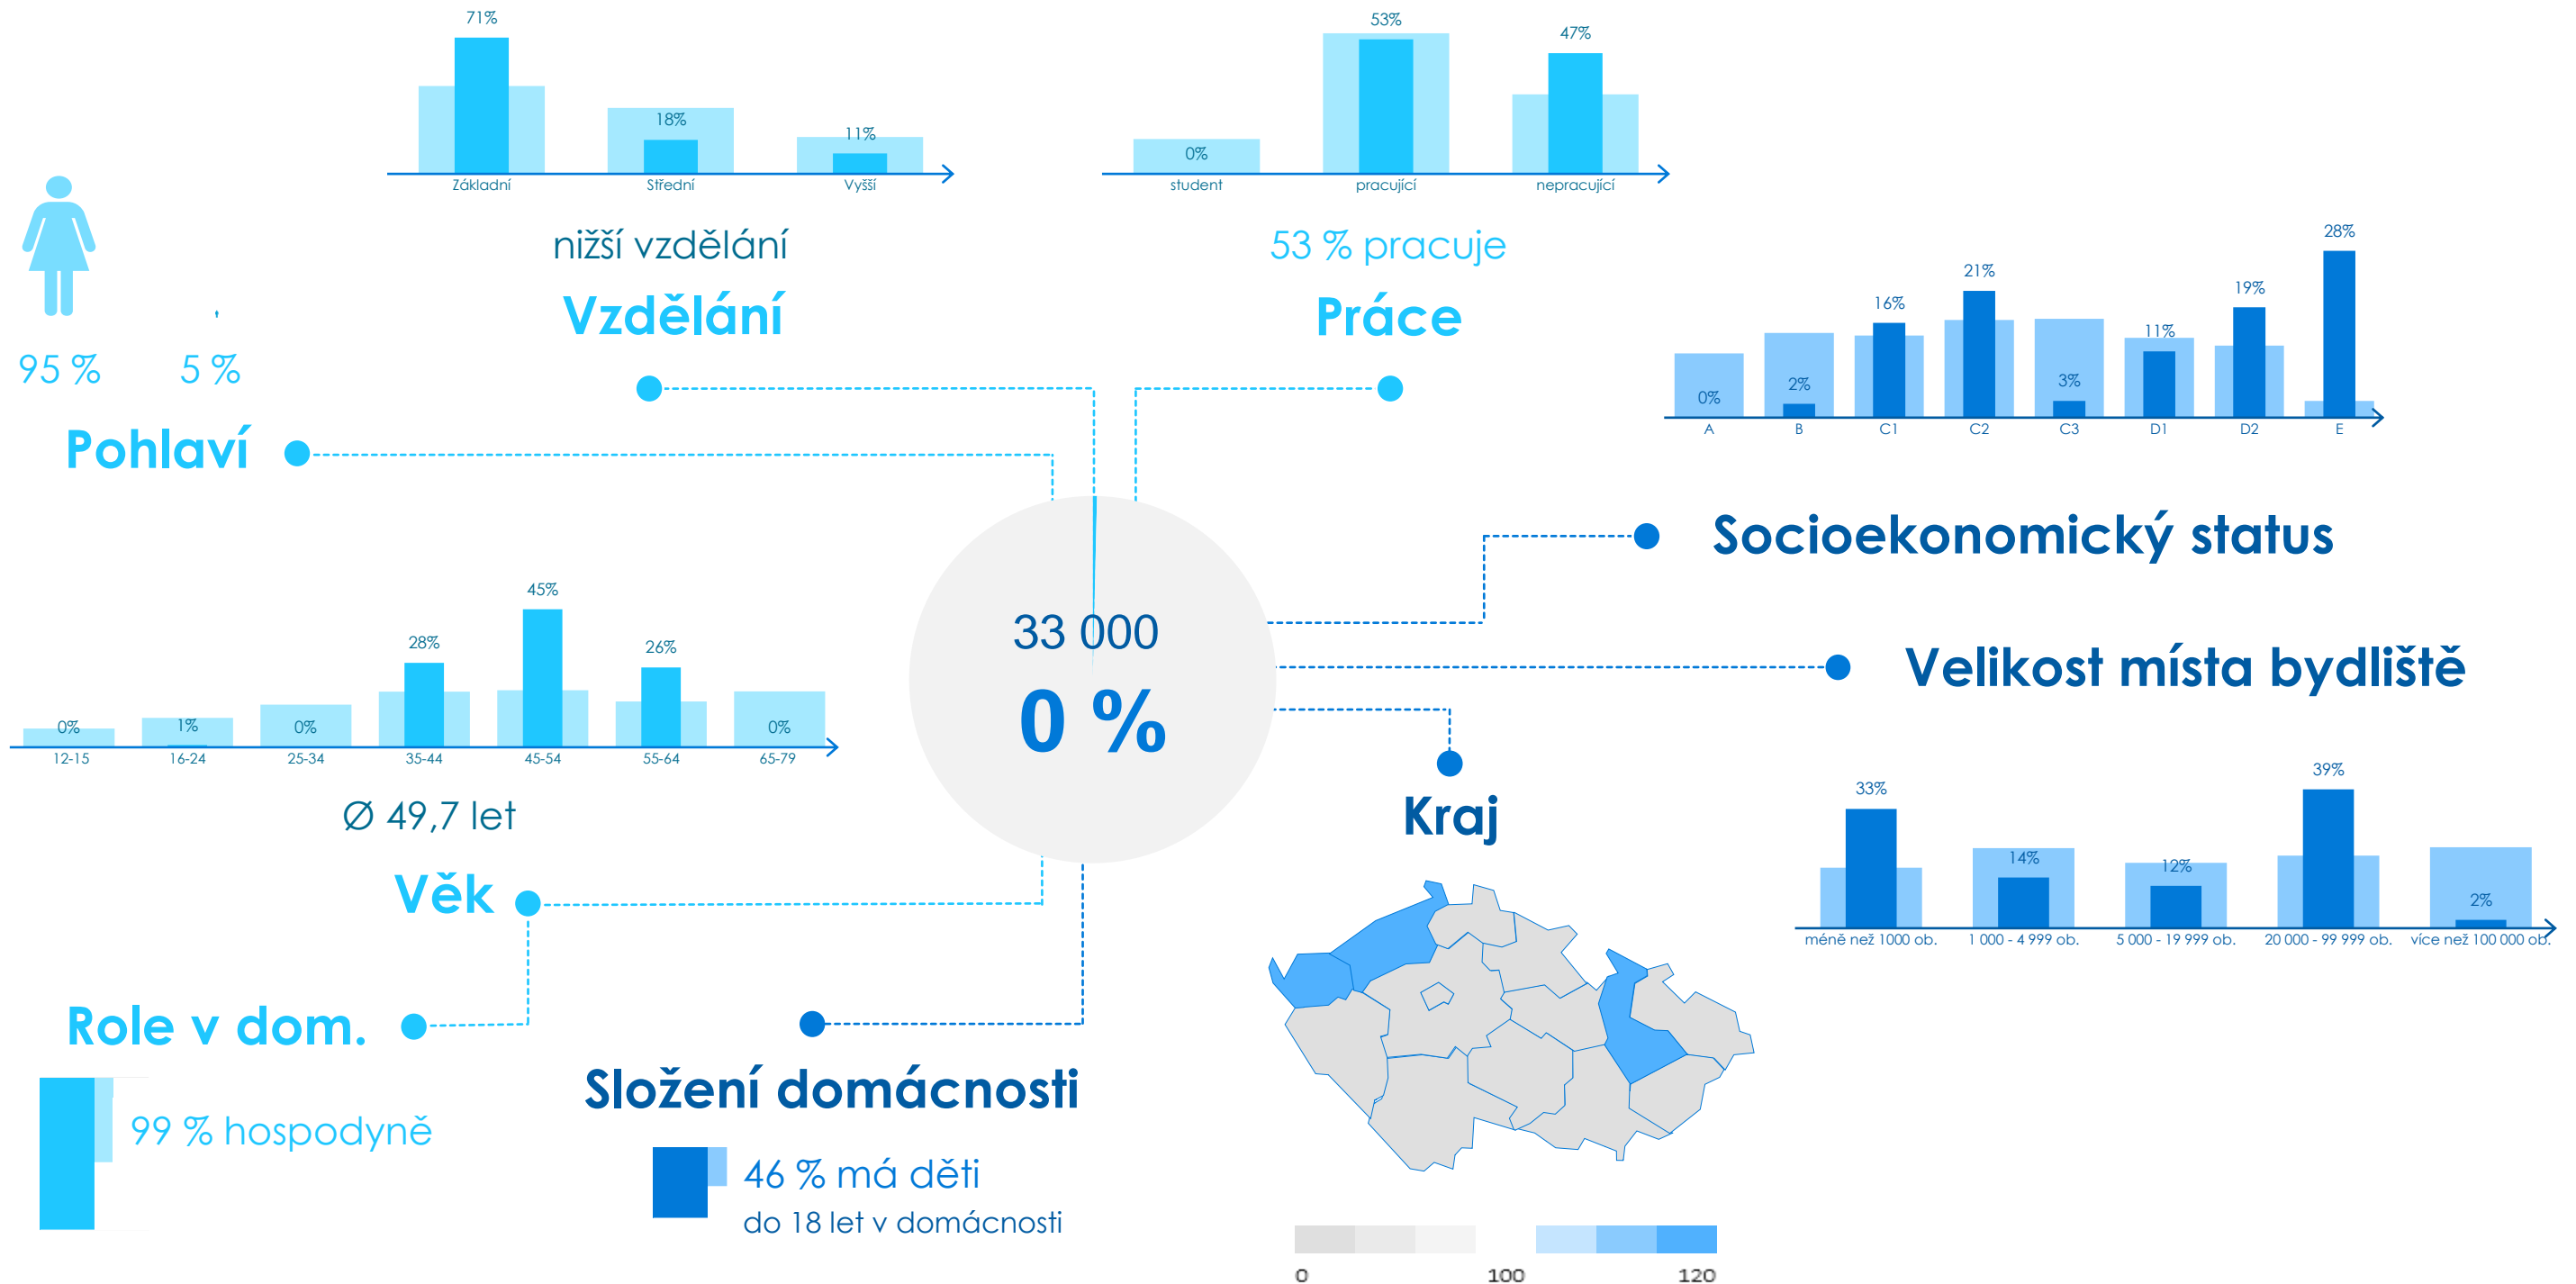 71%
18%
11%
Základní
Střední
Vyšší
nižší vzdělání
Vzdělání
53%
47%
0%
student
pracující
nepracující
53 % pracuje
Práce
95 %
5 %
Pohlaví
28%
21%
19%
16%
11%
3%
2%
0%
A
B
C1
C2
C3
D1
D2
E
Socioekonomický status
33 000
0 %
Velikost místa bydliště
45%
28%
26%
0%
1%
0%
0%
12-15
16-24
25-34
35-44
45-54
55-64
65-79
Ø 49,7 let
Věk
Kraj
39%
33%
14%
12%
2%
méně než 1000 ob.
1 000 - 4 999 ob.
5 000 - 19 999 ob.
20 000 - 99 999 ob.
více než 100 000 ob.
Role v dom.
99 % hospodyně
Složení domácnosti
46 % má děti
do 18 let v domácnosti
0
100
120